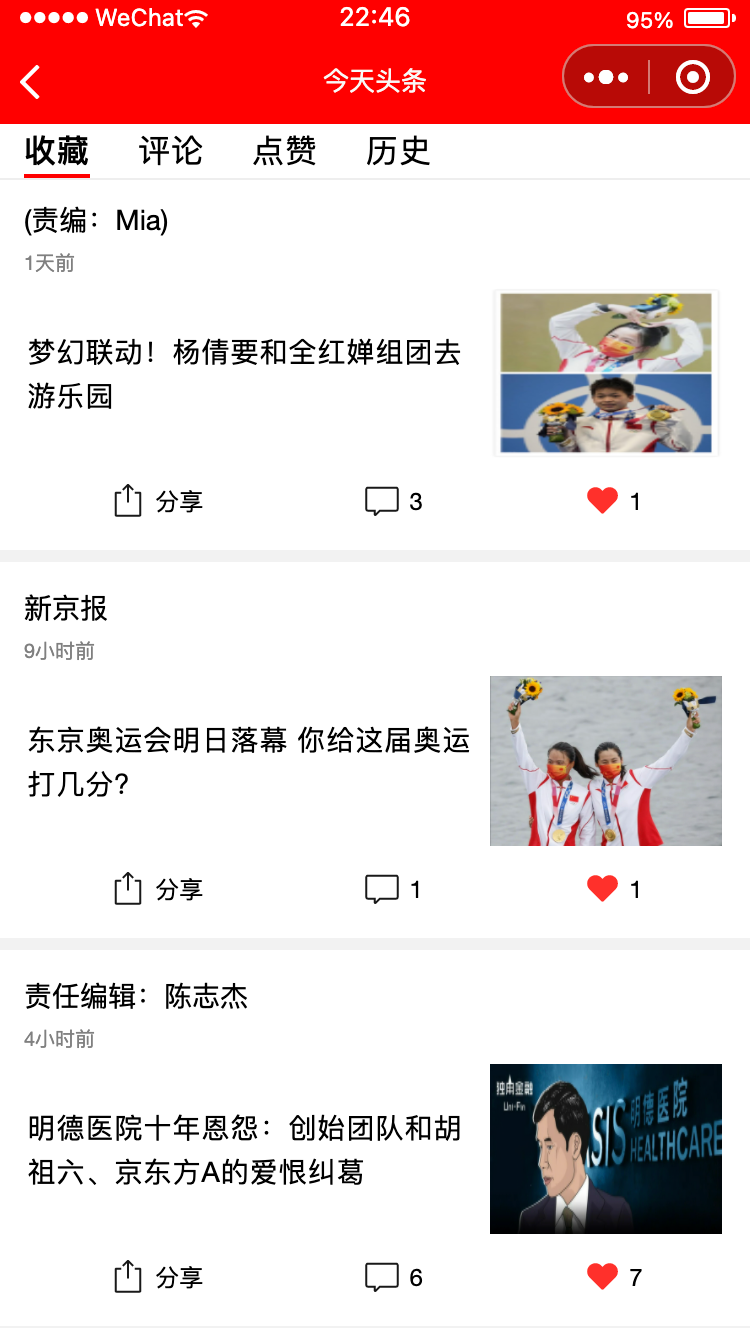 WeChat 22:46 95%
今天头条
收藏 评论 点赞 历史
(责编：Mia)
1天前
梦幻联动！杨倩要和全红婵组团去
游乐园
分享 3 1
新京报
9小时前
东京奥运会明日落幕 你给这届奥运
打几分？
分享 1 1
责任编辑：陈志杰
4小时前
独角金融
Uni-Fin
明德医院
SIS HEALTHCARE
明德医院十年恩怨：创始团队和胡
祖六、京东方A的爱恨纠葛
分享 6 7